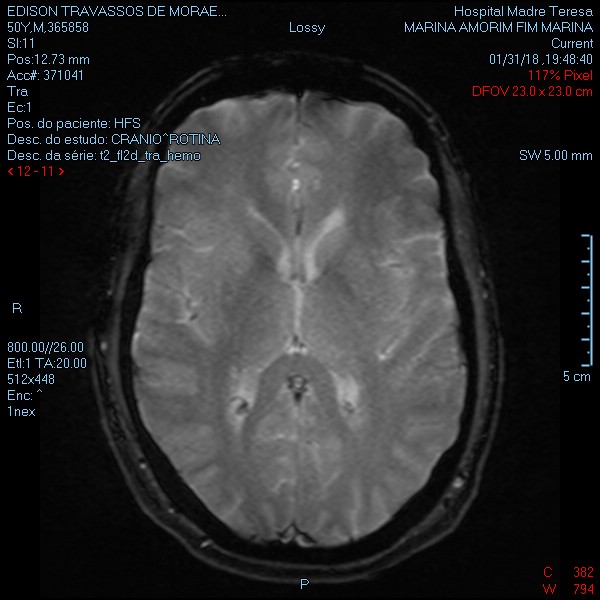 EDISON TRAVASSOS DE MORAE...
50Y,M,365858
Sl:11
Pos:12.73 mm
Acc#: 371041
Tra
Ec:1
Pos. do paciente: HFS
Desc. do estudo: CRANIO^ROTINA
Desc. da série: t2_fl2d_tra_hemo
< 12 - 11 >
Lossy
Hospital Madre Teresa
MARINA AMORIM FIM MARINA
Current
01/31/18 ,19:48:40
117% Pixel
DFOV 23.0 x 23.0 cm
SW 5.00 mm
R
5 cm
800.00//26.00
Etl:1 TA:20.00
512x448
Enc: ^
1nex
P
C 382
W 794